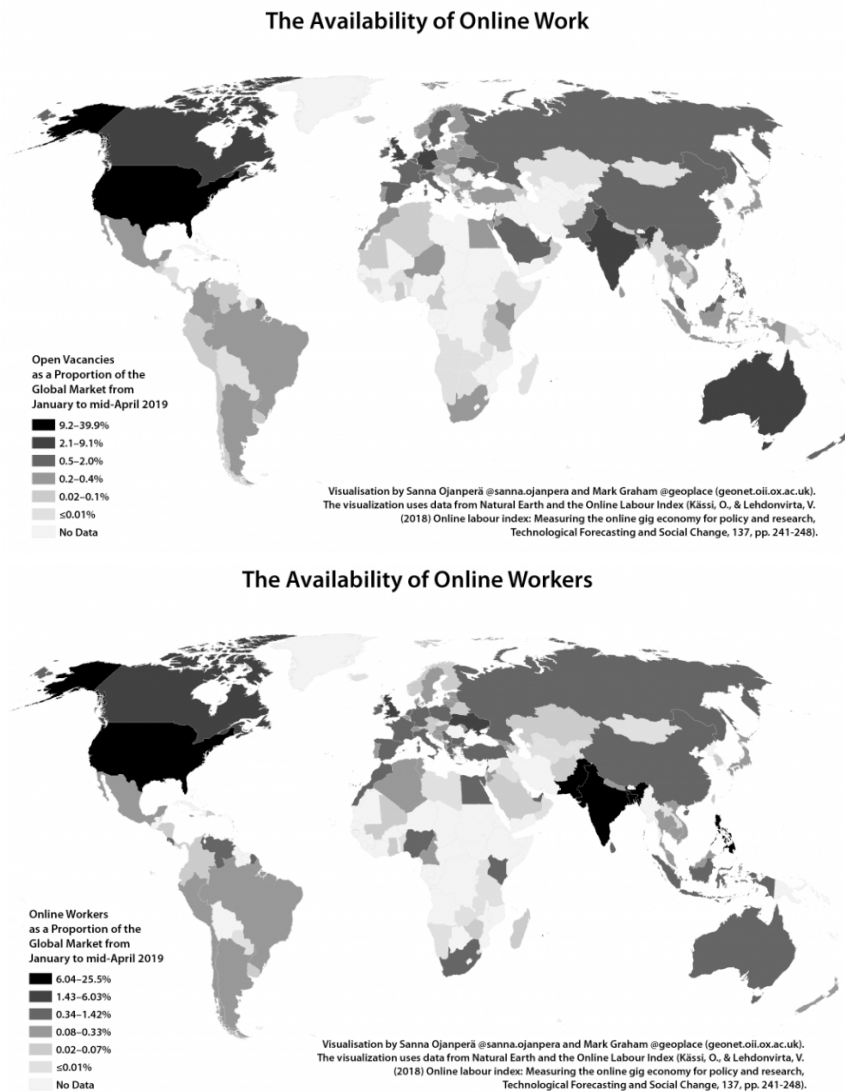 The Availability of Online Work
Open Vacancies
as a Proportion of the
Global Market from
January to mid-April 2019
9.2–39.9%
2.1–9.1%
0.5–2.0%
0.2–0.4%
0.02–0.1%
≤0.01%
No Data
Visualisation by Sanna Ojanperä @sanna.ojanpera and Mark Graham @geoplace (geonet.oii.ox.ac.uk).
The visualization uses data from Natural Earth and the Online Labour Index (Kässi, O., & Lehdonvirta, V.
(2018) Online labour index: Measuring the online gig economy for policy and research,
Technological Forecasting and Social Change, 137, pp. 241-248).
The Availability of Online Workers
Online Workers
as a Proportion of the
Global Market from
January to mid-April 2019
6.04–25.5%
1.43–6.03%
0.34–1.42%
0.08–0.33%
0.02–0.07%
≤0.01%
No Data
Visualisation by Sanna Ojanperä @sanna.ojanpera and Mark Graham @geoplace (geonet.oii.ox.ac.uk).
The visualization uses data from Natural Earth and the Online Labour Index (Kässi, O., & Lehdonvirta, V.
(2018) Online labour index: Measuring the online gig economy for policy and research,
Technological Forecasting and Social Change, 137, pp. 241-248).